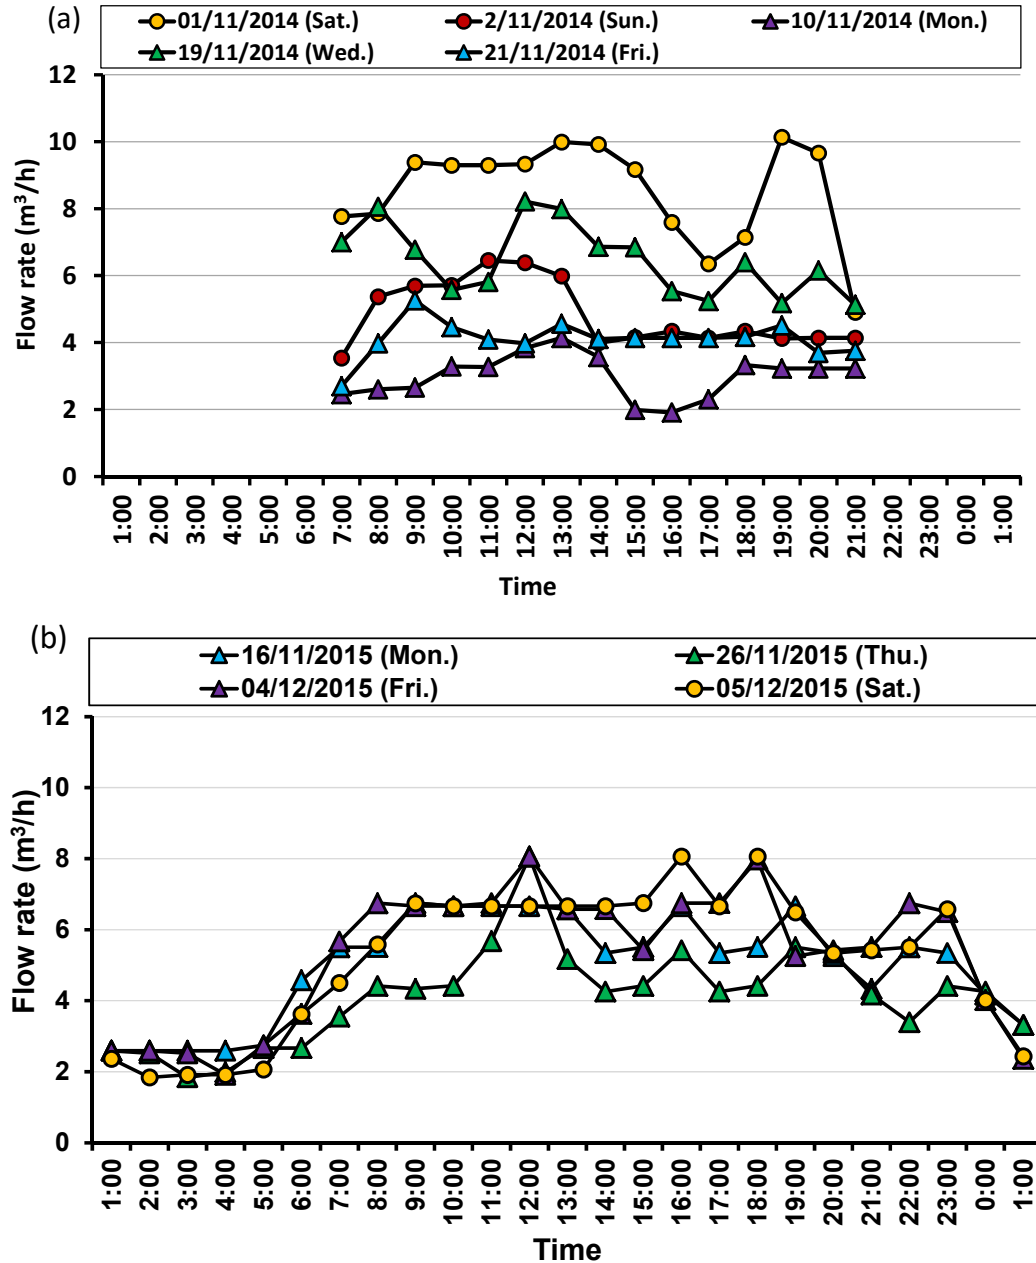 (a)
01/11/2014 (Sat.) 2/11/2014 (Sun.) 10/11/2014 (Mon.)
19/11/2014 (Wed.) 21/11/2014 (Fri.)
12
10
8
6
4
2
0
Flow rate (m³/h)
1:00 2:00 3:00 4:00 5:00 6:00 7:00 8:00 9:00 10:00 11:00 12:00 13:00 14:00 15:00 16:00 17:00 18:00 19:00 20:00 21:00 22:00 23:00 0:00 1:00
Time
(b)
16/11/2015 (Mon.) 26/11/2015 (Thu.)
04/12/2015 (Fri.) 05/12/2015 (Sat.)
12
10
8
6
4
2
0
Flow rate (m³/h)
1:00 2:00 3:00 4:00 5:00 6:00 7:00 8:00 9:00 10:00 11:00 12:00 13:00 14:00 15:00 16:00 17:00 18:00 19:00 20:00 21:00 22:00 23:00 0:00 1:00
Time